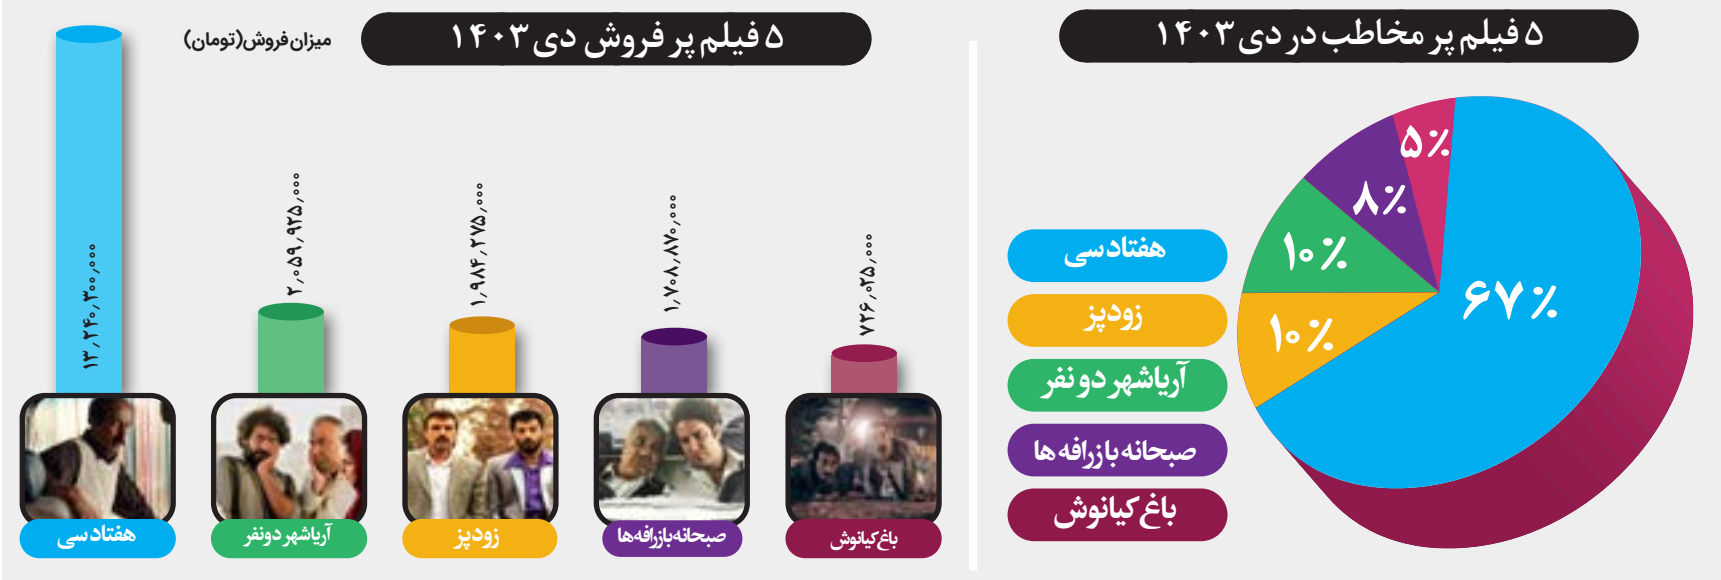 ۵ فیلم پر مخاطب در دی ۱۴۰۳
۵٪
۸٪
۱۰٪
۱۰٪
۶۷٪
هفتاد سی
زودپز
آریاشهر دو نفر
صبحانه با زرافه ها
باغ کیانوش
۵ فیلم پر فروش دی ۱۴۰۳
میزان فروش (تومان)
۷۲۶٫۰۲۵٫۰۰۰
۱٫۷۰۸٫۸۷۰٫۰۰۰
۱٫۹۸۴٫۲۷۵٫۰۰۰
۲٫۰۵۹٫۹۲۵٫۰۰۰
۱۳٫۲۴۰٫۳۰۰٫۰۰۰
باغ کیانوش
صبحانه با زرافه ها
زودپز
آریاشهر دو نفر
هفتاد سی